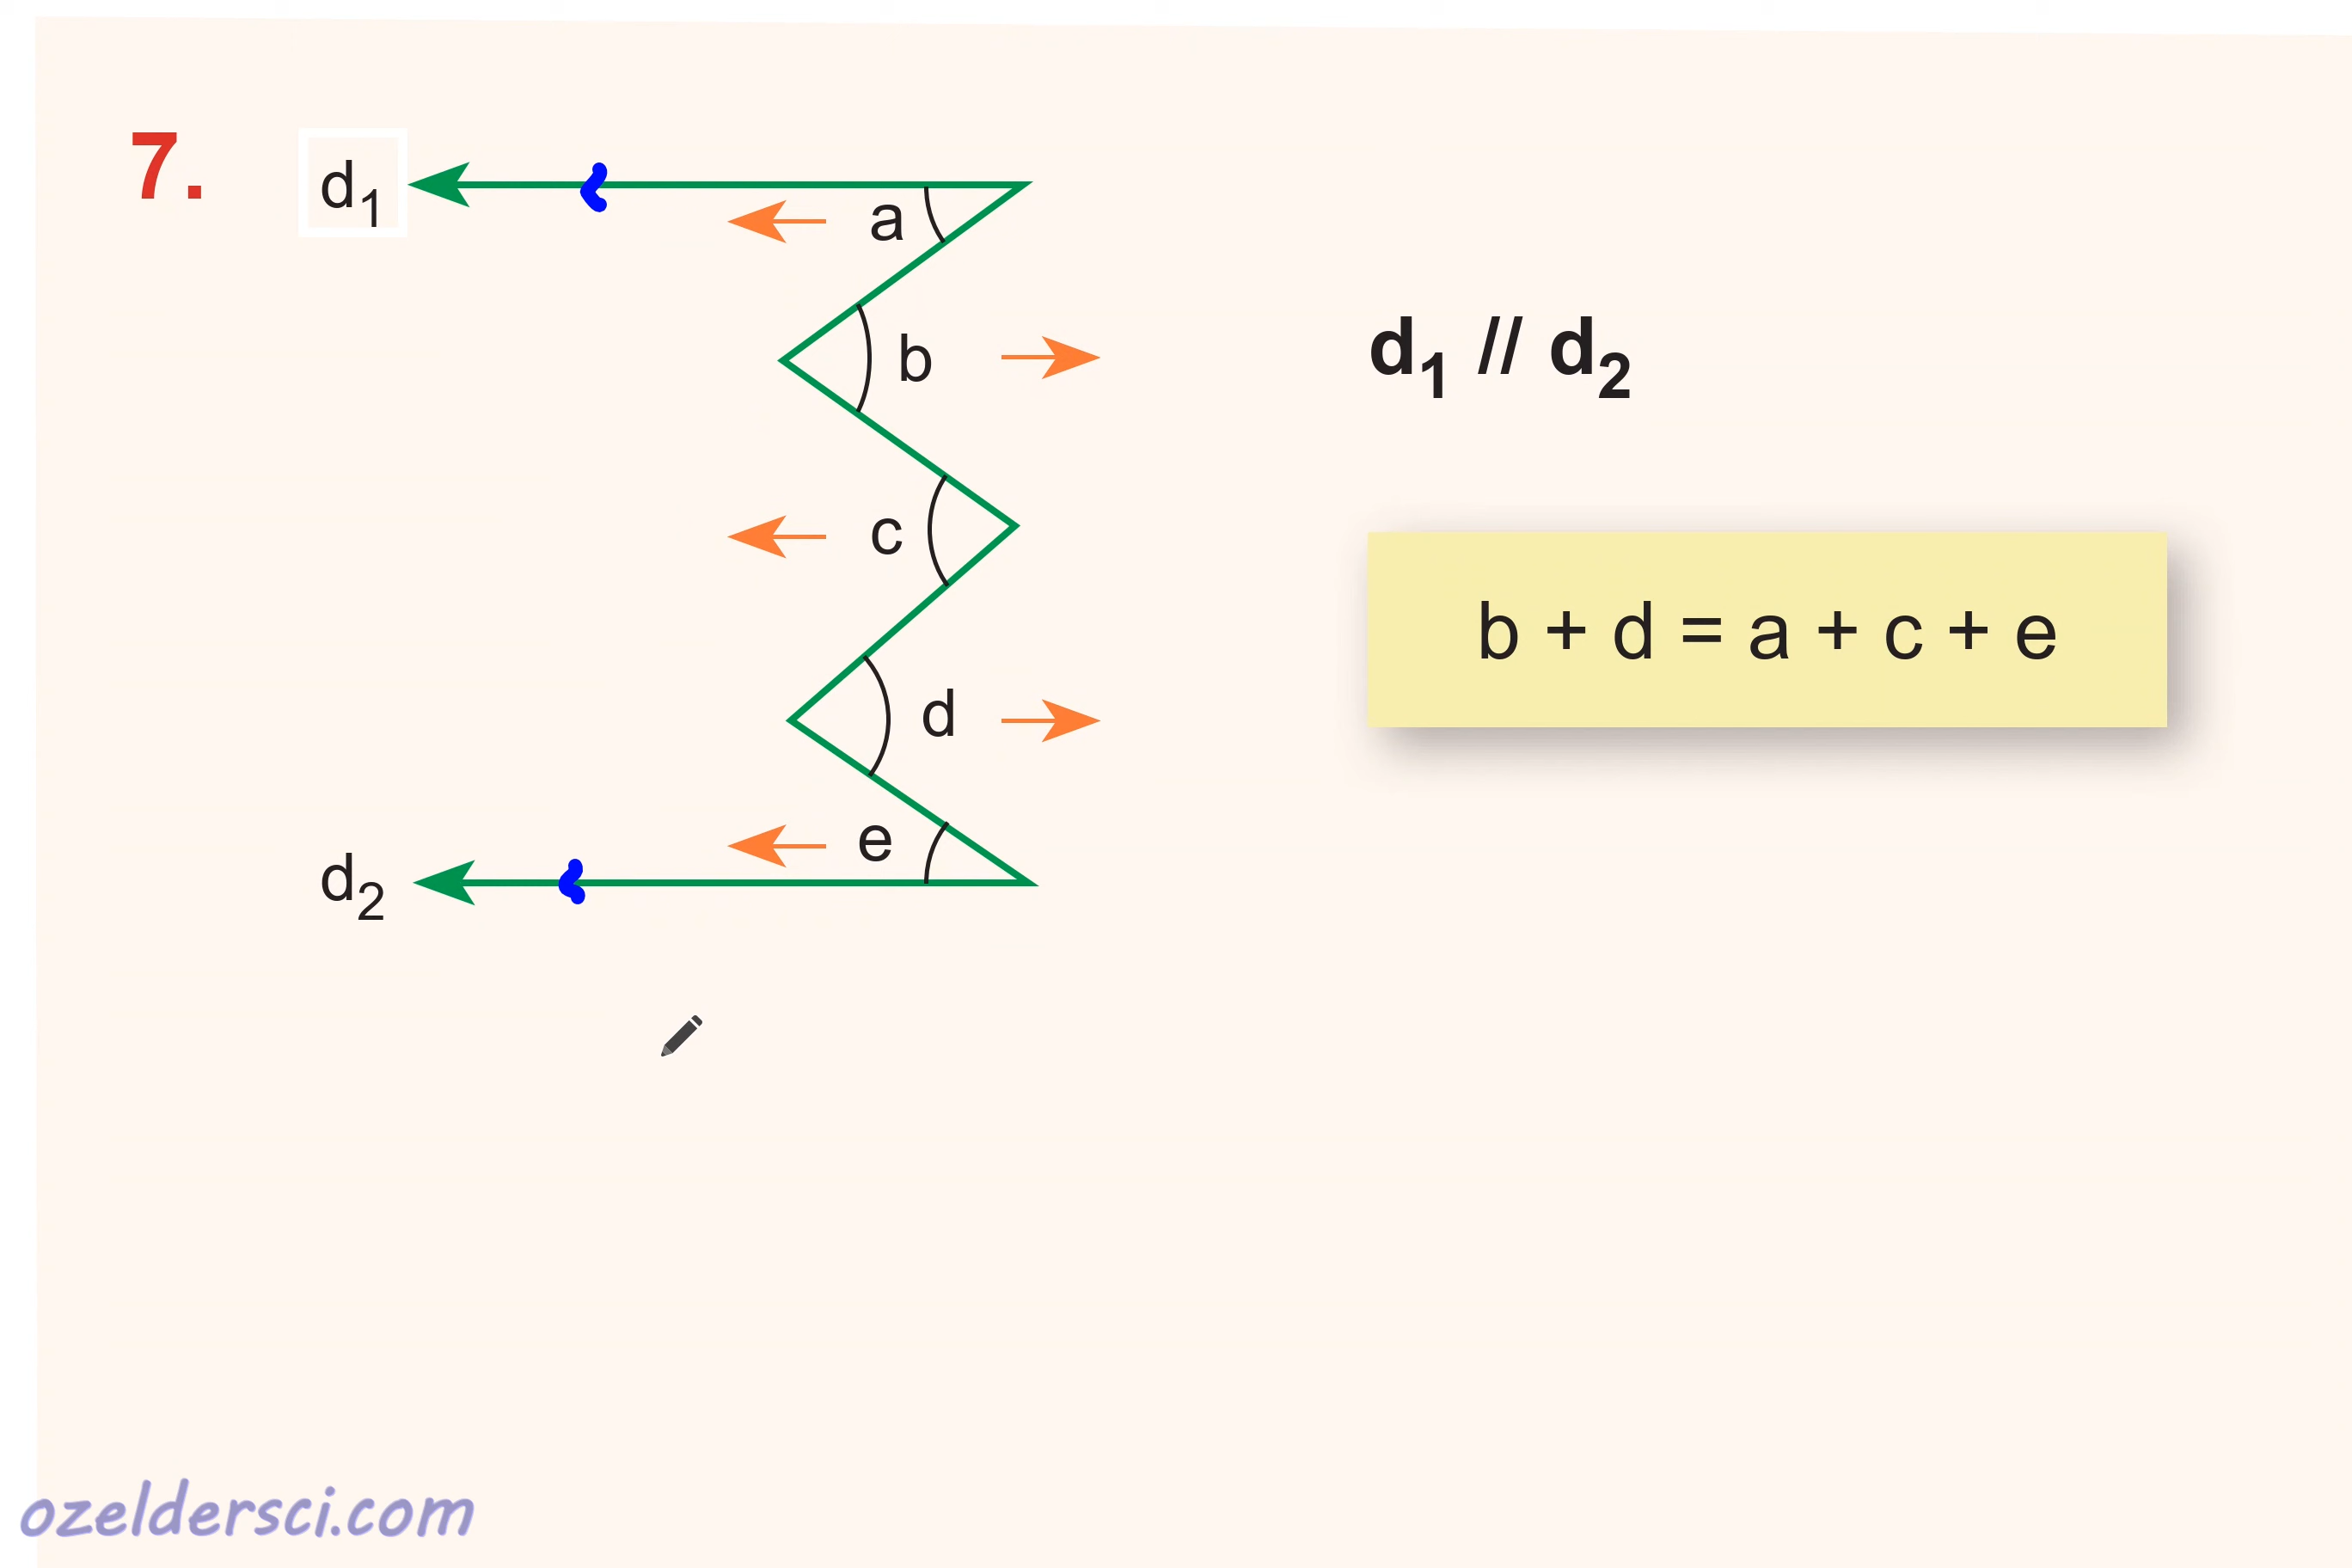 7.
d₁
a
b
d₁ // d₂
c
b + d = a + c + e
d
e
d₂
ozeldersci.com